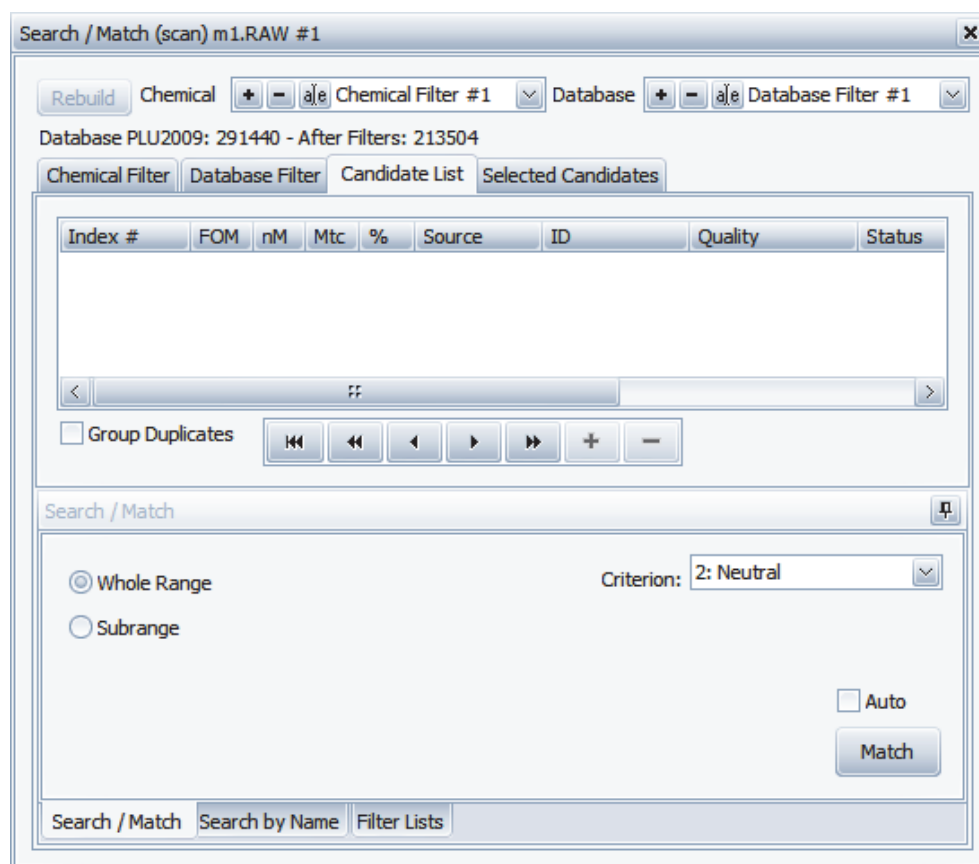 Search / Match (scan) m1.RAW #1
Rebuild Chemical + - a|e Chemical Filter #1 Database + - a|e Database Filter #1
Database PLU2009: 291440 - After Filters: 213504
Chemical Filter Database Filter Candidate List Selected Candidates
Index # FOM nM Mtc % Source ID Quality Status
Group Duplicates + -
Search / Match
Whole Range Criterion: 2: Neutral
Subrange
Auto
Match
Search / Match Search by Name Filter Lists